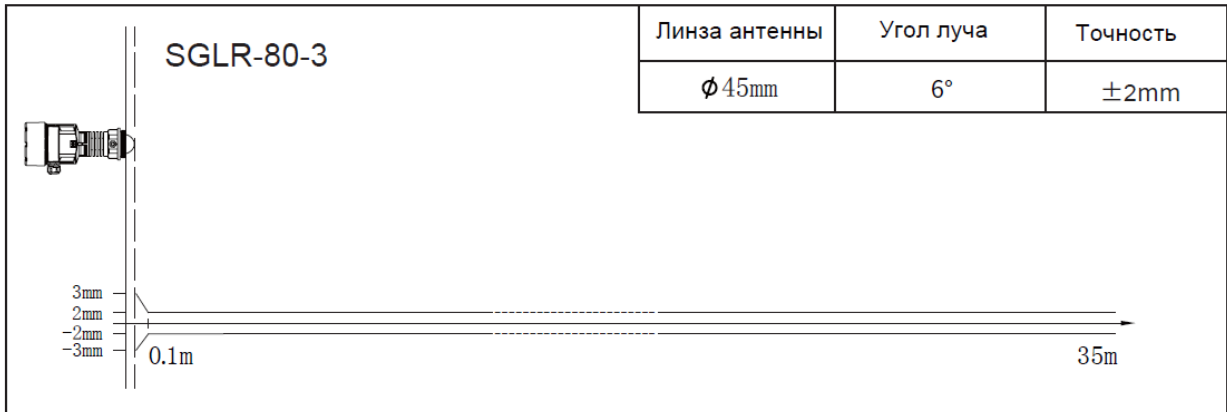 SGLR-80-3
Линза антенны Угол луча Точность
ϕ45mm 6° ±2mm
3mm
2mm
-2mm
-3mm
0.1m 35m